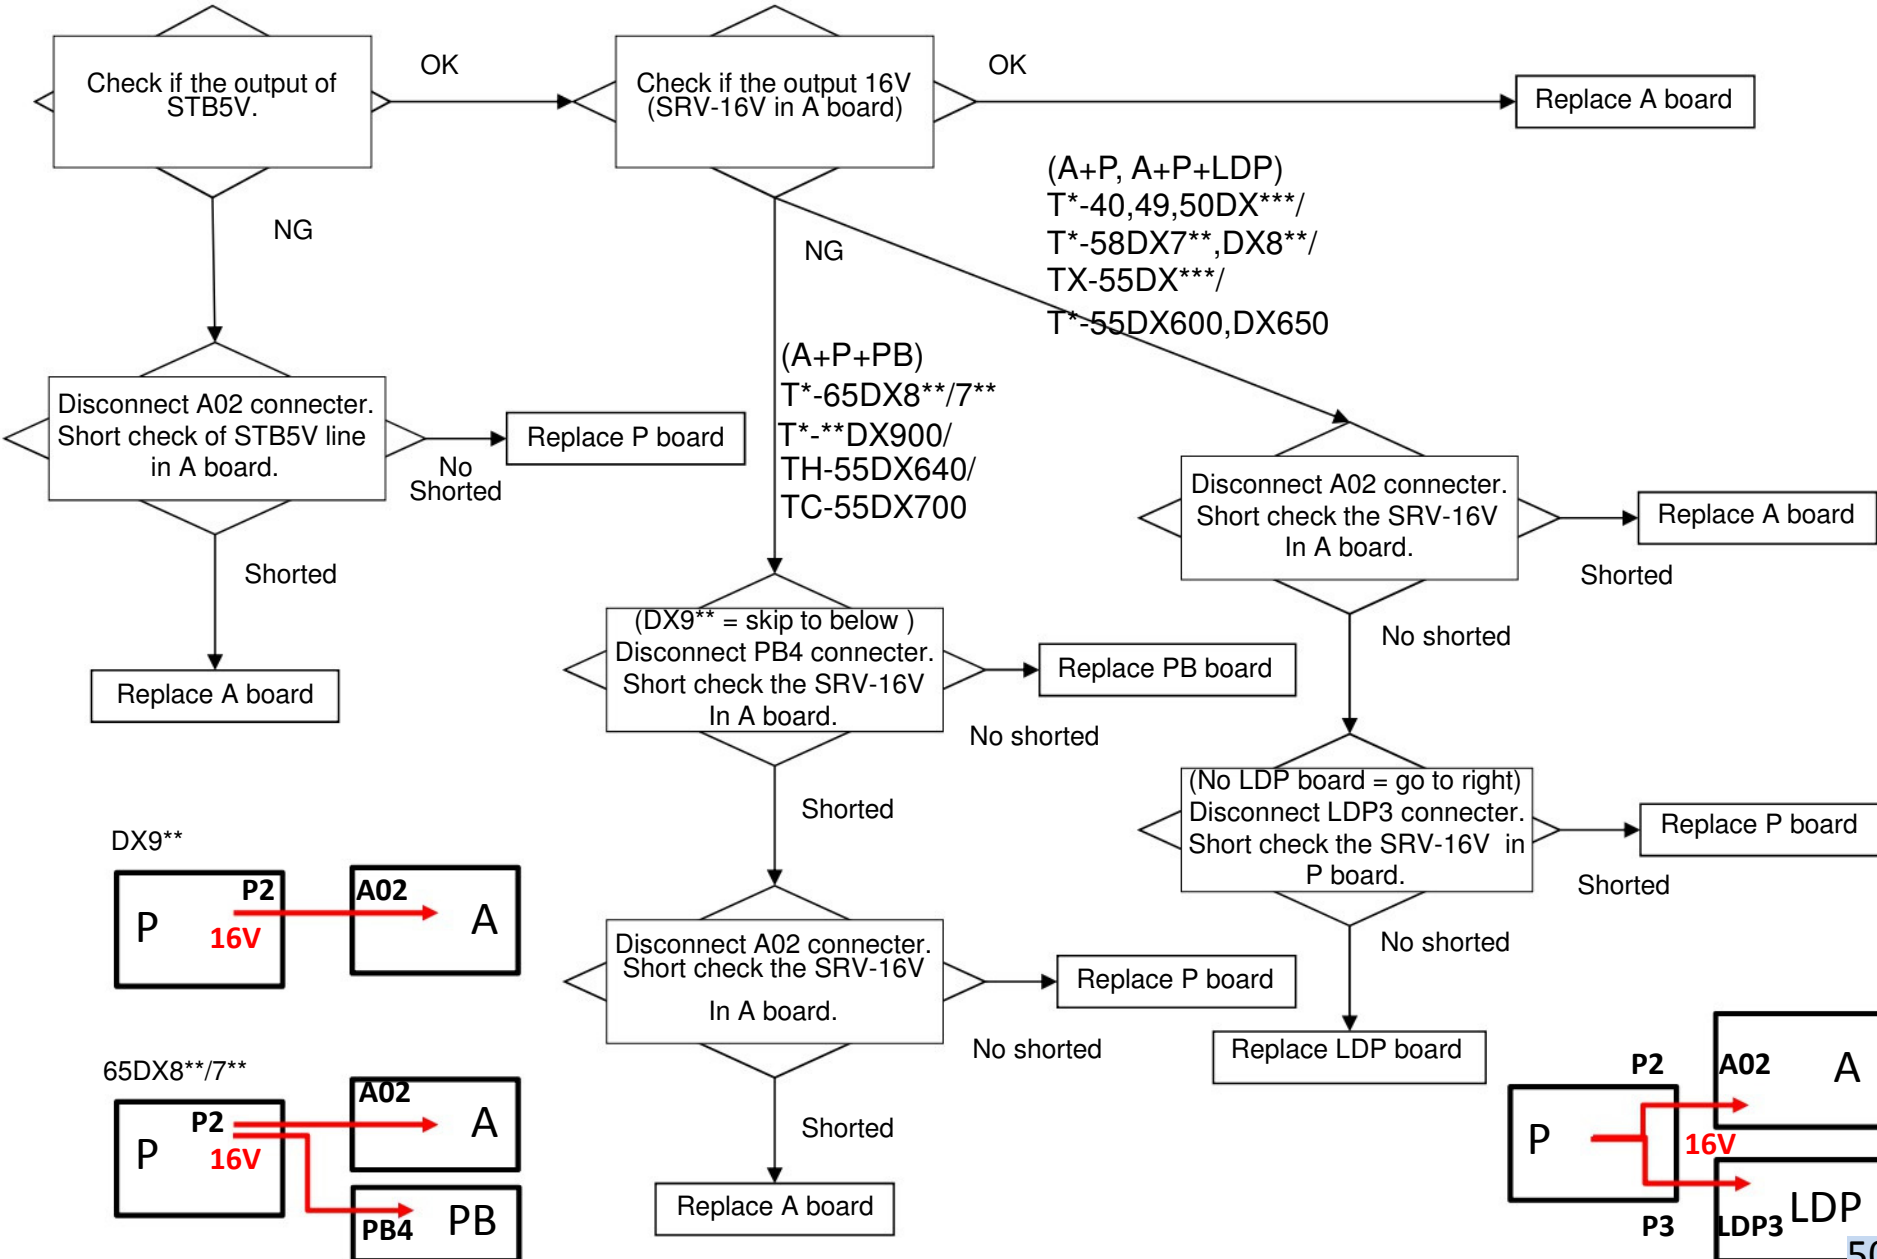 Check if the output of
STB5V.
OK
Check if the output 16V
(SRV-16V in A board)
OK
Replace A board
NG
NG
(A+P, A+P+LDP)
T*-40,49,50DX***/
T*-58DX7**,DX8**/
TX-55DX***/
T*-55DX600,DX650
(A+P+PB)
T*-65DX8**/7**
T*-**DX900/
TH-55DX640/
TC-55DX700
Disconnect A02 connecter.
Short check of STB5V line
in A board.
No
Shorted
Replace P board
Shorted
Replace A board
Disconnect A02 connecter.
Short check the SRV-16V
In A board.
Replace A board
Shorted
No shorted
(DX9** = skip to below )
Disconnect PB4 connecter.
Short check the SRV-16V
In A board.
Replace PB board
No shorted
Shorted
(No LDP board = go to right)
Disconnect LDP3 connecter.
Short check the SRV-16V in
P board.
Replace P board
Shorted
No shorted
Replace LDP board
Disconnect A02 connecter.
Short check the SRV-16V
In A board.
Replace P board
No shorted
Shorted
Replace A board
DX9**
P2
A02
P
16V
A
65DX8**/7**
P2
A02
P
16V
A
PB4
PB
P2
A02
A
P
16V
P3
LDP3
LDP
50